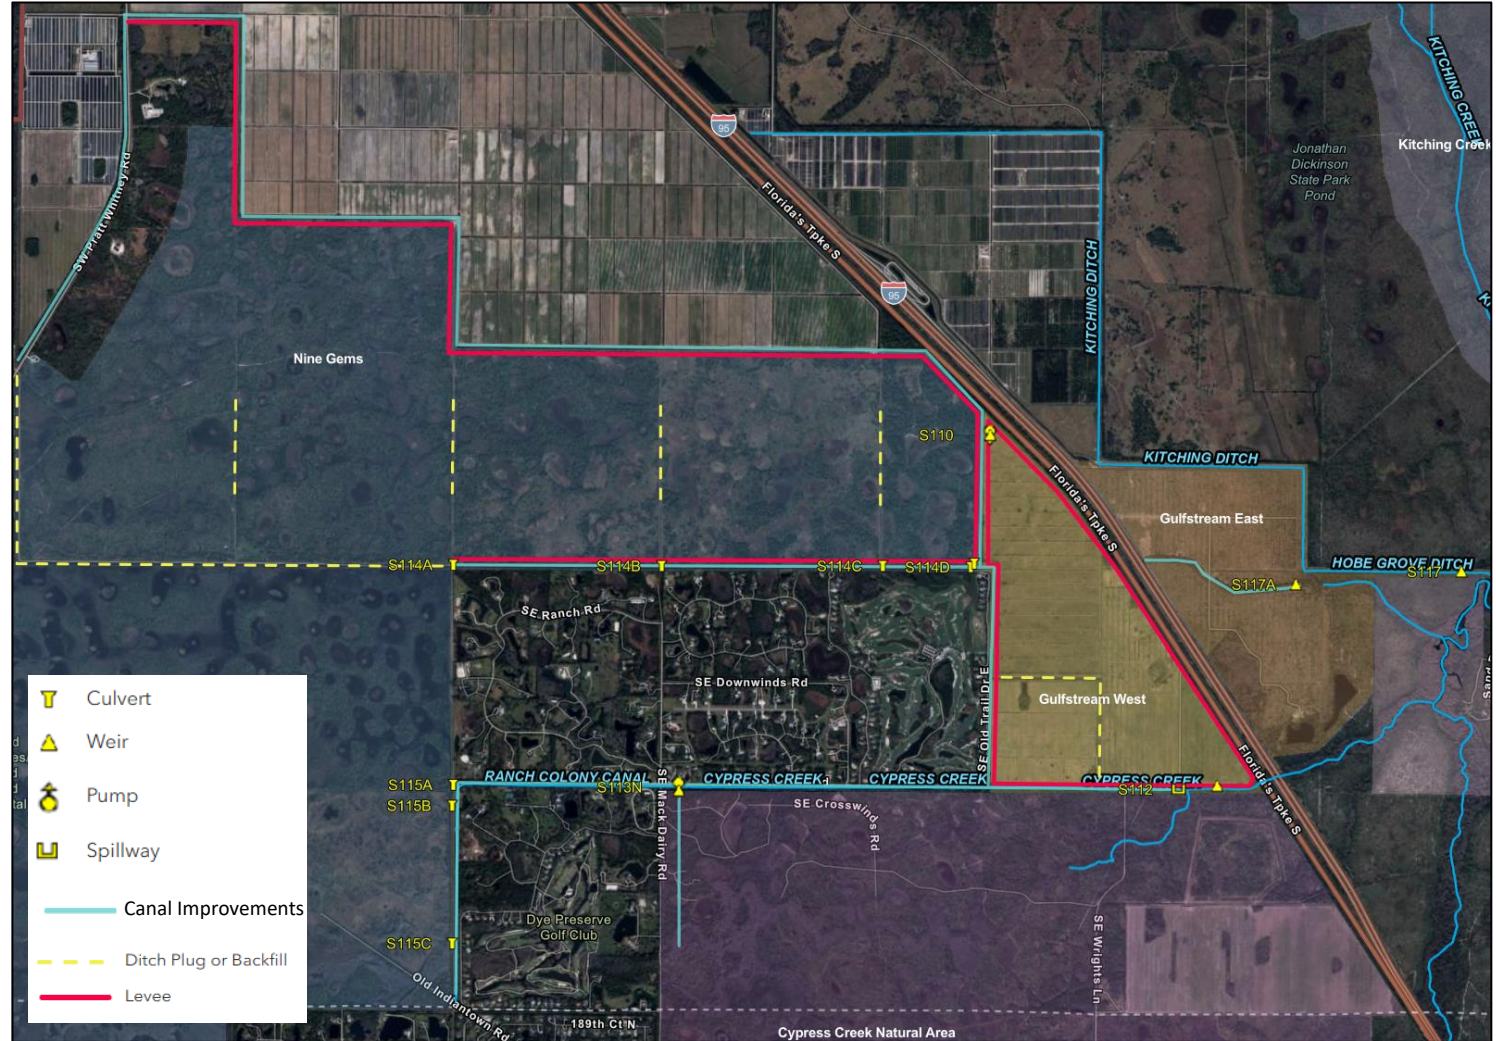 95
KITCHING CREEK
Kitching Creek
Jonathan
Dickinson
State Park
Pond
SW Pratt Whitney Rd
Florida's Tpke S
95
KITCHING DITCH
Nine Gems
S110
KITCHING DITCH
Florida's Tpke S
Gulfstream East
HOBE GROVE DITCH
S114A
S114B
S114C
S114D
S117
S117A
SE Ranch Rd
SE Downwinds Rd
SE Old Trail Dr E
Gulfstream West
Culvert
Weir
Pump
Spillway
Canal Improvements
Ditch Plug or Backfill
Levee
S115A
RANCH COLONY CANAL
S113N
CYPRESS CREEK
CYPRESS CREEK
CYPRESS CREEK
S112
Florida's Tpke S
S115B
SE Mack Dairy Rd
SE Crosswinds Rd
Dye Preserve
Golf Club
S115C
SE Wrights Ln
Old Indiantown Rd
189th Ct N
Cypress Creek Natural Area